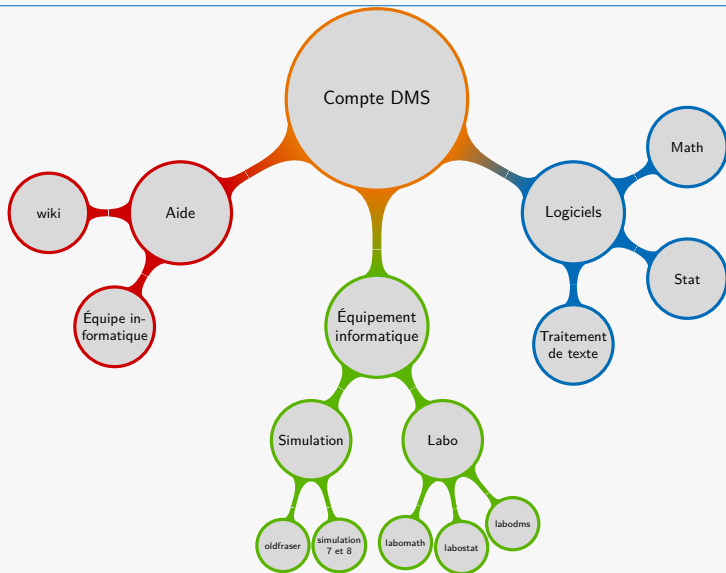 Compte DMS
Math
wiki
Aide
Logiciels
Stat
Équipe in-
formatique
Équipement
informatique
Traitement
de texte
Simulation
Labo
oldfraser
simulation
7 et 8
labomath
labostat
labodms